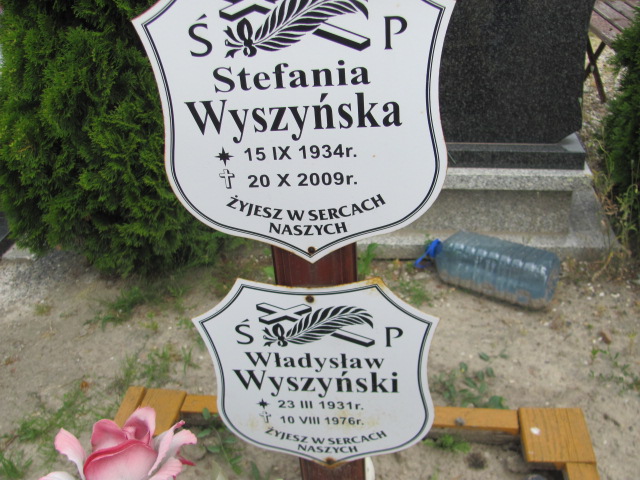 Ś P
Stefania
Wyszyńska
15 IX 1934r.
20 X 2009r.
ŻYJESZ W SERCACH
NASZYCH
Ś P
Władysław
Wyszyński
23 III 1931r.
10 VIII 1976r.
ŻYJESZ W SERCACH
NASZYCH